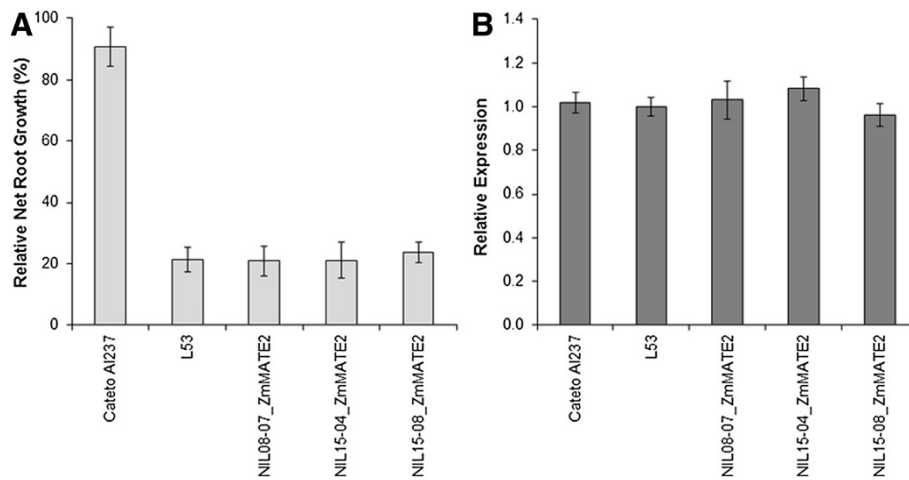 A
Relative Net Root Growth (%)
100
80
60
40
20
0
Cateto Al237
L53
NIL08-07_ZmMATE2
NIL15-04_ZmMATE2
NIL15-08_ZmMATE2
B
Relative Expression
1.4
1.2
1.0
0.8
0.6
0.4
0.2
0.0
Cateto Al237
L53
NIL08-07_ZmMATE2
NIL15-04_ZmMATE2
NIL15-08_ZmMATE2